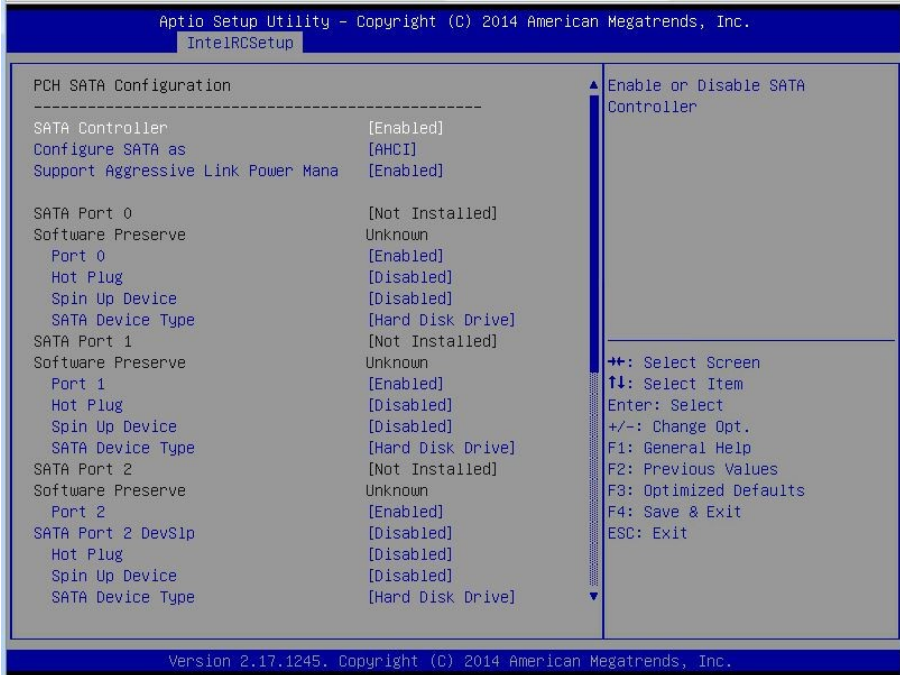 Aptio Setup Utility – Copyright (C) 2014 American Megatrends, Inc.
IntelRCSetup
PCH SATA Configuration
--------------------------------------------------
SATA Controller [Enabled]
Configure SATA as [AHCI]
Support Aggressive Link Power Mana [Enabled]
SATA Port 0 [Not Installed]
Software Preserve Unknown
Port 0 [Enabled]
Hot Plug [Disabled]
Spin Up Device [Disabled]
SATA Device Type [Hard Disk Drive]
SATA Port 1 [Not Installed]
Software Preserve Unknown
Port 1 [Enabled]
Hot Plug [Disabled]
Spin Up Device [Disabled]
SATA Device Type [Hard Disk Drive]
SATA Port 2 [Not Installed]
Software Preserve Unknown
Port 2 [Enabled]
SATA Port 2 DevSlp [Disabled]
Hot Plug [Disabled]
Spin Up Device [Disabled]
SATA Device Type [Hard Disk Drive]
Enable or Disable SATA
Controller
→←: Select Screen
↑↓: Select Item
Enter: Select
+/-: Change Opt.
F1: General Help
F2: Previous Values
F3: Optimized Defaults
F4: Save & Exit
ESC: Exit
Version 2.17.1245. Copyright (C) 2014 American Megatrends, Inc.